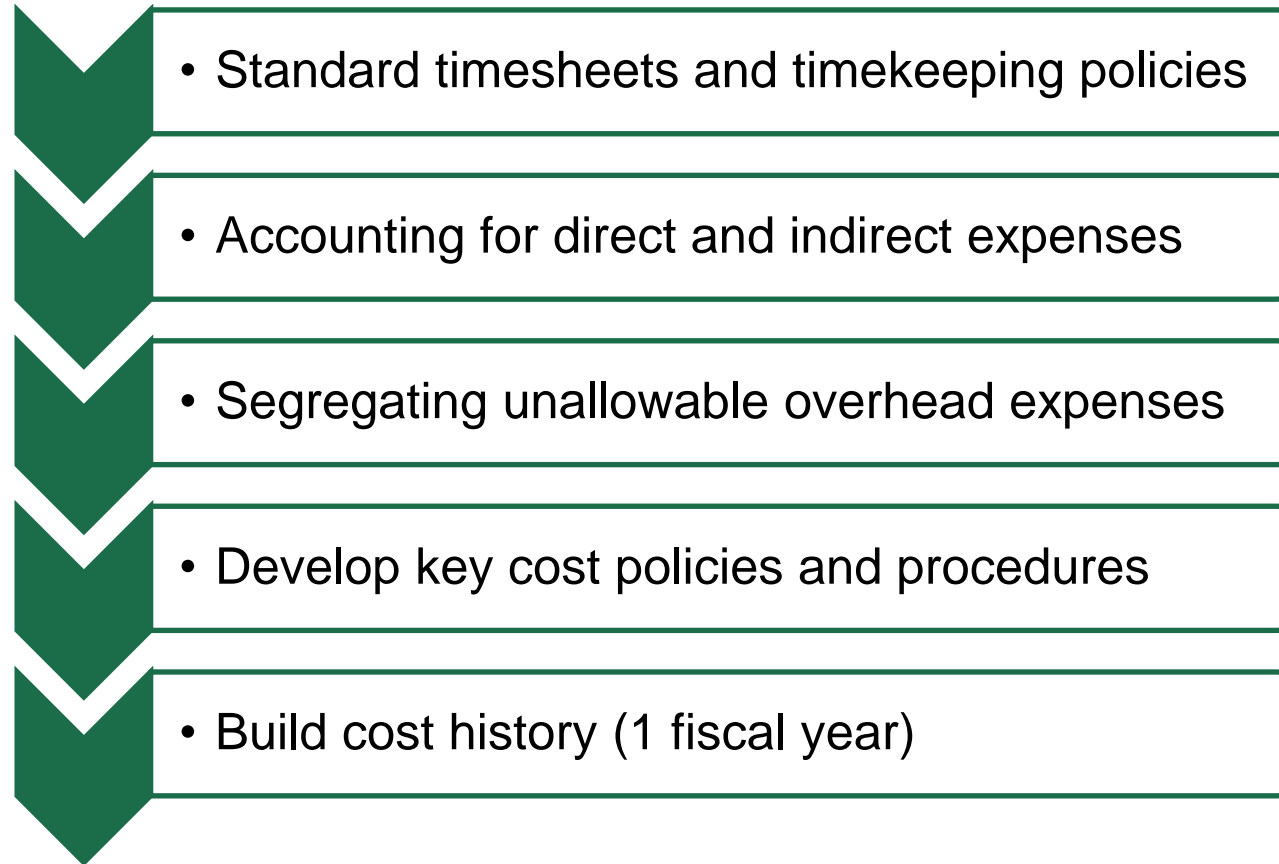 • Standard timesheets and timekeeping policies
• Accounting for direct and indirect expenses
• Segregating unallowable overhead expenses
• Develop key cost policies and procedures
• Build cost history (1 fiscal year)